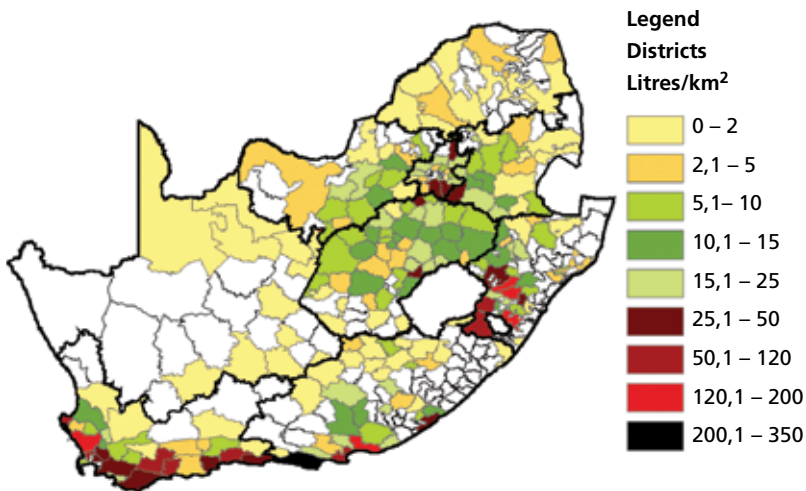 Legend
Districts
Litres/km²
0 – 2
2,1 – 5
5,1– 10
10,1 – 15
15,1 – 25
25,1 – 50
50,1 – 120
120,1 – 200
200,1 – 350